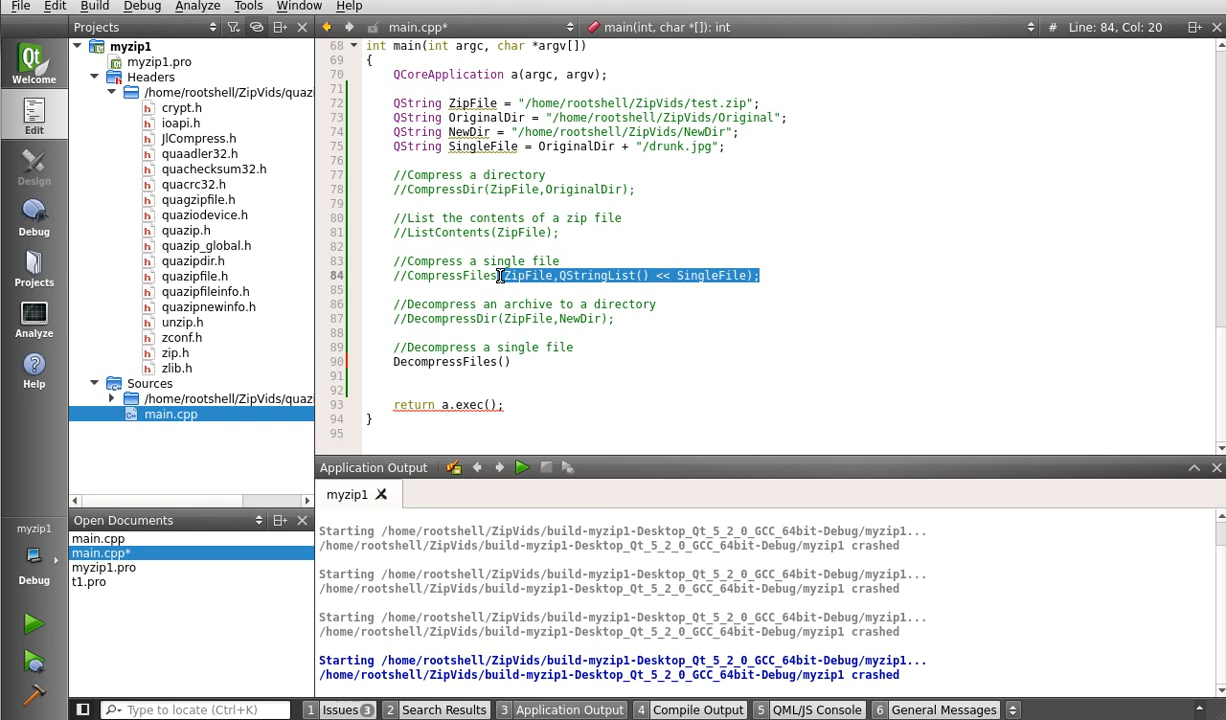 File Edit Build Debug Analyze Tools Window Help
Projects
main.cpp*
main(int, char *[]): int
# Line: 84, Col: 20
Welcome
Edit
Design
Debug
Projects
Analyze
Help
myzip1
Debug
myzip1
myzip1.pro
Headers
/home/rootshell/ZipVids/quaz
crypt.h
ioapi.h
JlCompress.h
quaadler32.h
quachecksum32.h
quacrc32.h
quagzipfile.h
quaziodevice.h
quazip.h
quazip_global.h
quazipdir.h
quazipfile.h
quazipfileinfo.h
quazipnewinfo.h
unzip.h
zconf.h
zip.h
zlib.h
Sources
/home/rootshell/ZipVids/quaz
main.cpp
Open Documents
main.cpp
main.cpp*
myzip1.pro
t1.pro
68 int main(int argc, char *argv[])
69 {
70 QCoreApplication a(argc, argv);
71
72 QString ZipFile = "/home/rootshell/ZipVids/test.zip";
73 QString OriginalDir = "/home/rootshell/ZipVids/Original";
74 QString NewDir = "/home/rootshell/ZipVids/NewDir";
75 QString SingleFile = OriginalDir + "/drunk.jpg";
76
77 //Compress a directory
78 //CompressDir(ZipFile,OriginalDir);
79
80 //List the contents of a zip file
81 //ListContents(ZipFile);
82
83 //Compress a single file
84 //CompressFiles(ZipFile,QStringList() << SingleFile);
85
86 //Decompress an archive to a directory
87 //DecompressDir(ZipFile,NewDir);
88
89 //Decompress a single file
90 DecompressFiles()
91
92
93 return a.exec();
94 }
95
Application Output
myzip1
Starting /home/rootshell/ZipVids/build-myzip1-Desktop_Qt_5_2_0_GCC_64bit-Debug/myzip1...
/home/rootshell/ZipVids/build-myzip1-Desktop_Qt_5_2_0_GCC_64bit-Debug/myzip1 crashed
Starting /home/rootshell/ZipVids/build-myzip1-Desktop_Qt_5_2_0_GCC_64bit-Debug/myzip1...
/home/rootshell/ZipVids/build-myzip1-Desktop_Qt_5_2_0_GCC_64bit-Debug/myzip1 crashed
Starting /home/rootshell/ZipVids/build-myzip1-Desktop_Qt_5_2_0_GCC_64bit-Debug/myzip1...
/home/rootshell/ZipVids/build-myzip1-Desktop_Qt_5_2_0_GCC_64bit-Debug/myzip1 crashed
Starting /home/rootshell/ZipVids/build-myzip1-Desktop_Qt_5_2_0_GCC_64bit-Debug/myzip1...
/home/rootshell/ZipVids/build-myzip1-Desktop_Qt_5_2_0_GCC_64bit-Debug/myzip1 crashed
Type to locate (Ctrl+K)
1 Issues 3 2 Search Results 3 Application Output 4 Compile Output 5 QML/JS Console 6 General Messages